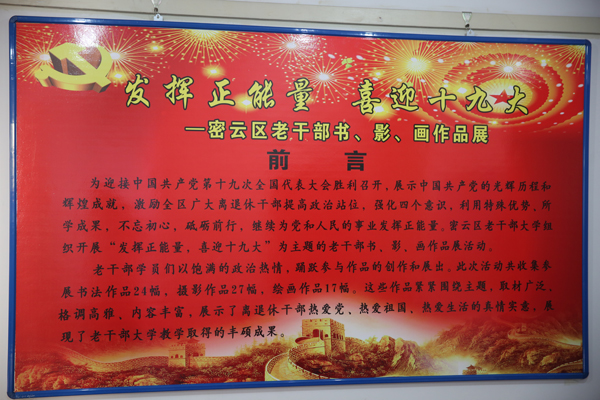 发挥正能量 喜迎十九大
—密云区老干部书、影、画作品展
前 言
为迎接中国共产党第十九次全国代表大会胜利召开，展示中国共产党的光辉历程和
辉煌成就，激励全区广大离退休干部提高政治站位，强化四个意识，利用特殊优势、所
学成果，不忘初心，砥砺前行，继续为党和人民的事业发挥正能量。密云区老干部大学组
织开展“发挥正能量，喜迎十九大”为主题的老干部书、影、画作品展活动。
老干部学员们以饱满的政治热情，踊跃参与作品的创作和展出。此次活动共收集参
展书法作品24幅，摄影作品27幅，绘画作品17幅。这些作品紧紧围绕主题，取材广泛、
格调高雅、内容丰富，展示了离退休干部热爱党、热爱祖国、热爱生活的真情实意，展
现了老干部大学教学取得的丰硕成果。